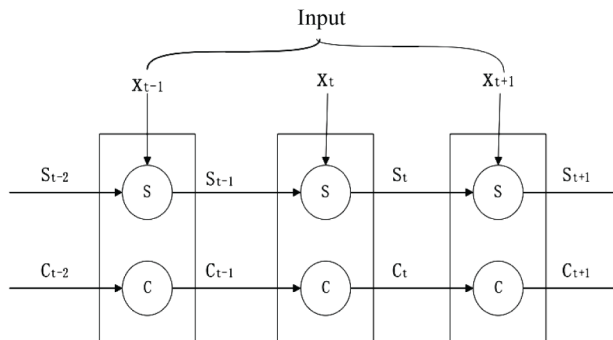 Input
Xt-1 Xt Xt+1
St-2 S St-1 S St S St+1
Ct-2 C Ct-1 C Ct C Ct+1